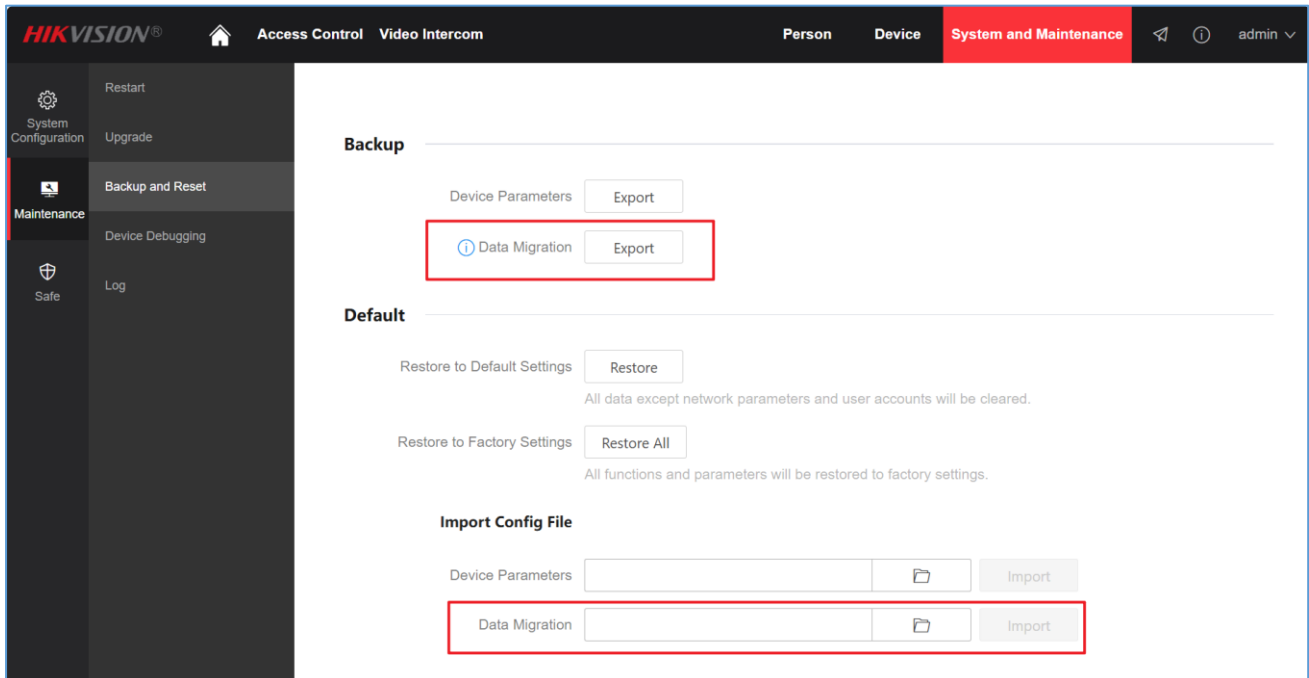 HIKVISION®
Access Control Video Intercom Person Device System and Maintenance admin
System Configuration
Maintenance
Safe
Restart
Upgrade
Backup and Reset
Device Debugging
Log
Backup
Device Parameters Export
Data Migration Export
Default
Restore to Default Settings Restore
All data except network parameters and user accounts will be cleared.
Restore to Factory Settings Restore All
All functions and parameters will be restored to factory settings.
Import Config File
Device Parameters Import
Data Migration Import